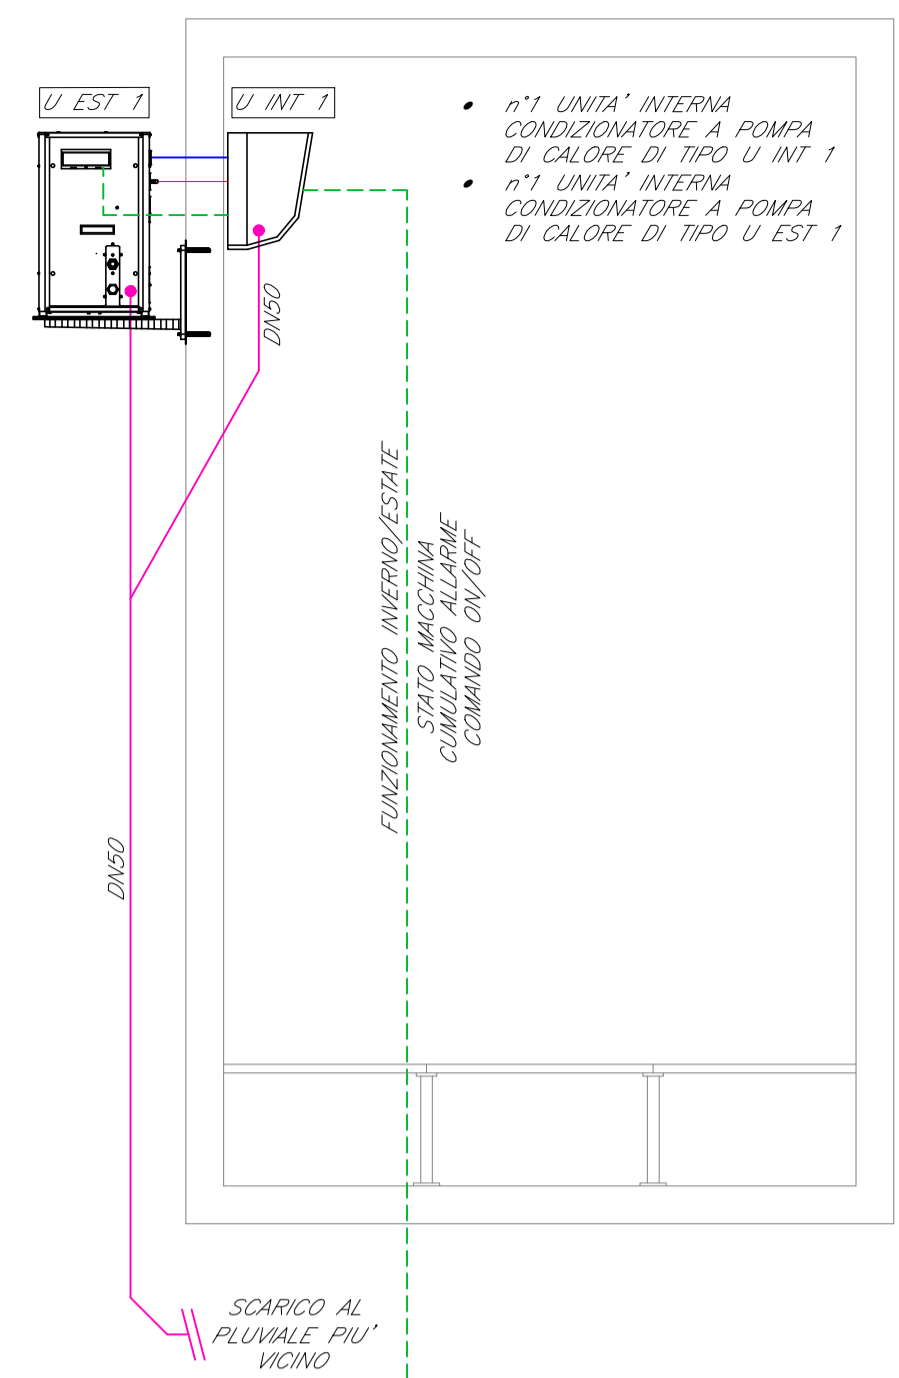 U EST 1
U INT 1
• n°1 UNITA' INTERNA
CONDIZIONATORE A POMPA
DI CALORE DI TIPO U INT 1
• n°1 UNITA' INTERNA
CONDIZIONATORE A POMPA
DI CALORE DI TIPO U EST 1
DN50
FUNZIONAMENTO INVERNO/ESTATE
STATO MACCHINA
CUMULATIVO ALLARME
COMANDO ON/OFF
DN50
SCARICO AL
PLUVIALE PIU'
VICINO